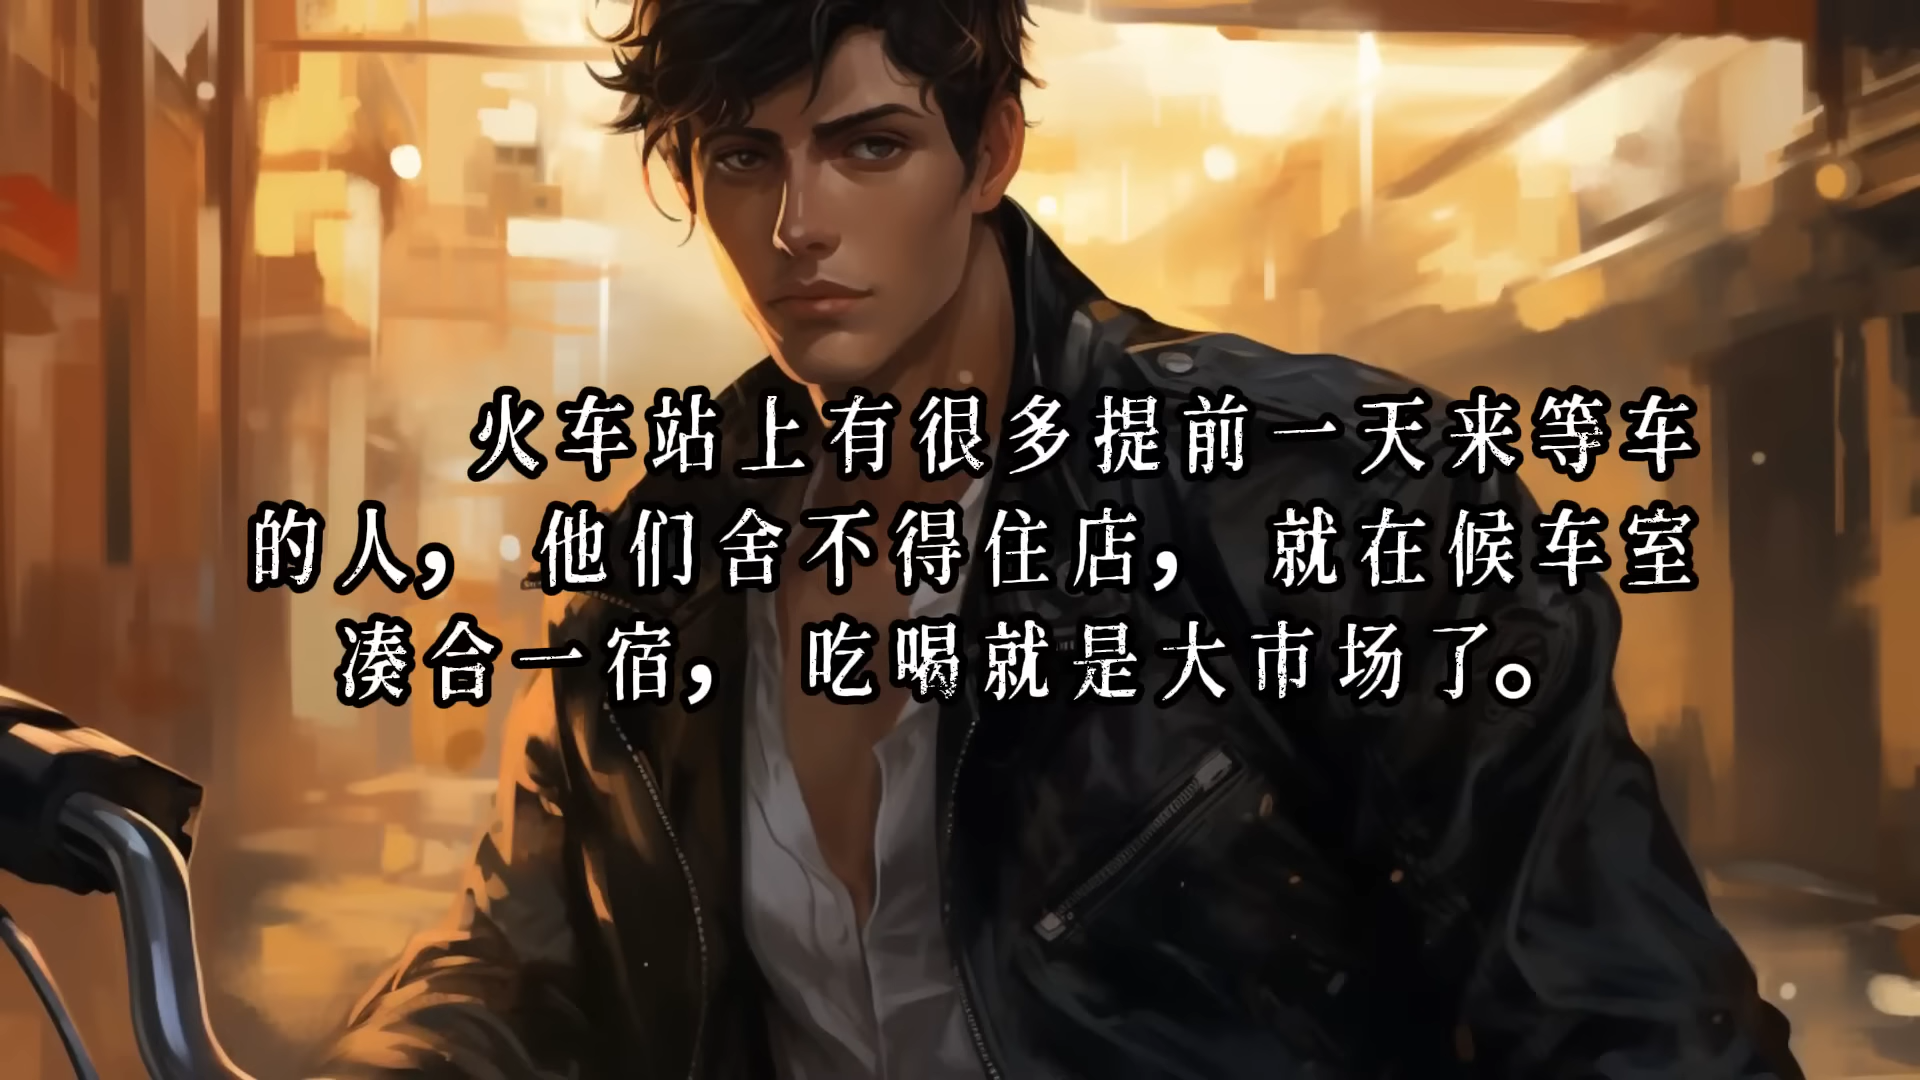 火车站上有很多提前一天来等车
的人，他们舍不得住店，就在候车室
凑合一宿，吃喝就是大市场了。